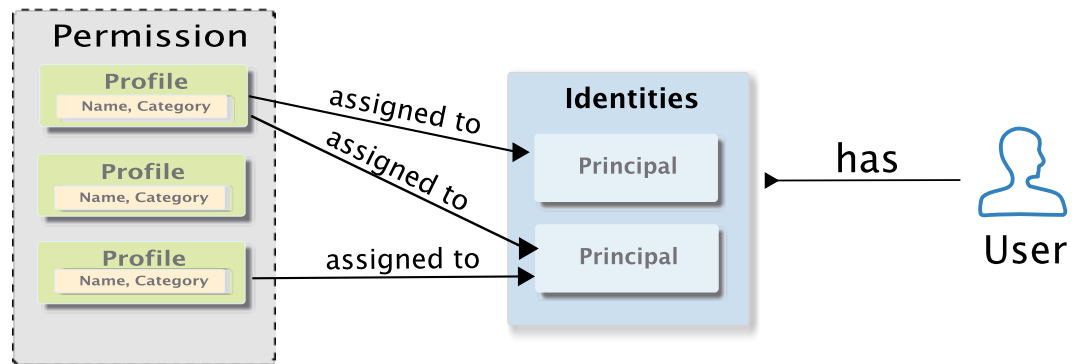 Permission
Profile
Name, Category
Profile
Name, Category
Profile
Name, Category
assigned to
assigned to
assigned to
Identities
Principal
Principal
has
User